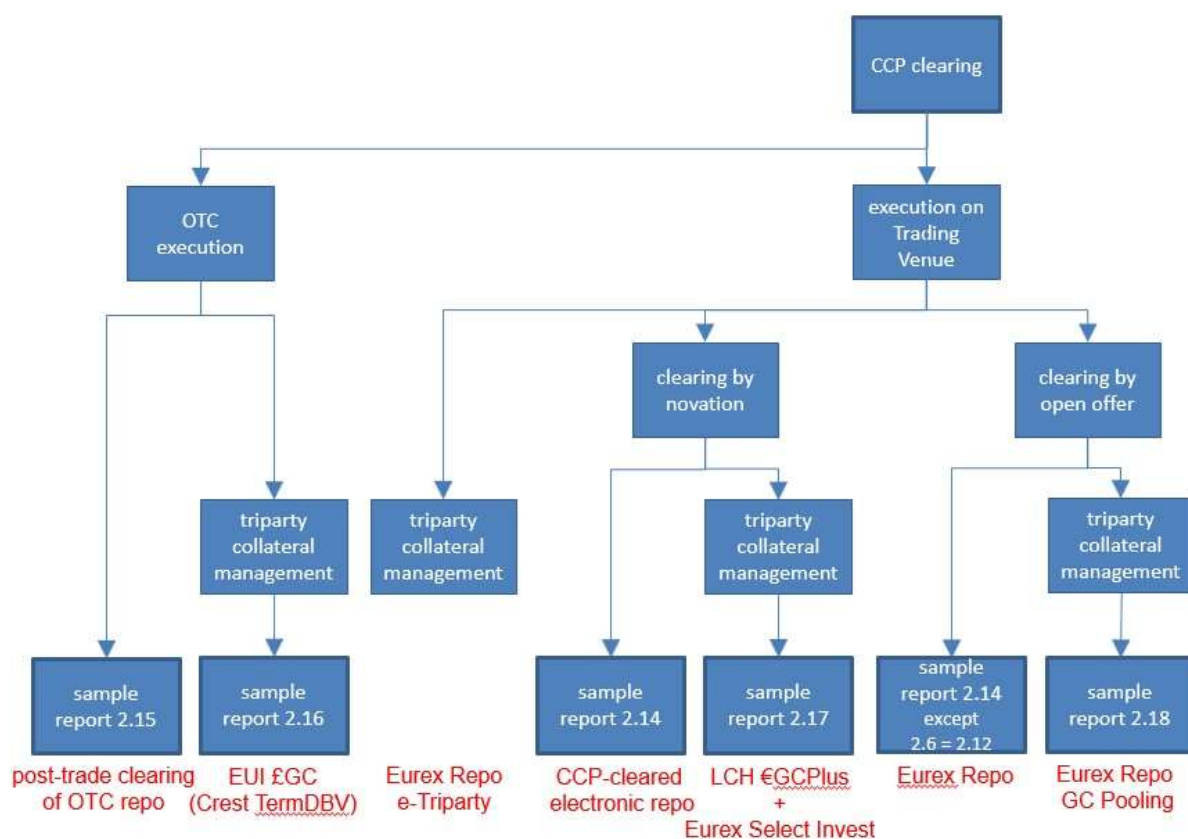 CCP clearing
OTC
execution
execution on
Trading
Venue
clearing by
novation
clearing by
open offer
triparty
collateral
management
triparty
collateral
management
triparty
collateral
management
triparty
collateral
management
sample
report 2.15
sample
report 2.16
sample
report 2.14
sample
report 2.17
sample
report 2.14
except
2.6 = 2.12
sample
report 2.18
post-trade clearing
of OTC repo
EUI £GC
(Crest TermDBV)
Eurex Repo
e-Triparty
CCP-cleared
electronic repo
LCH €GCPlus
+
Eurex Select Invest
Eurex Repo
Eurex Repo
GC Pooling